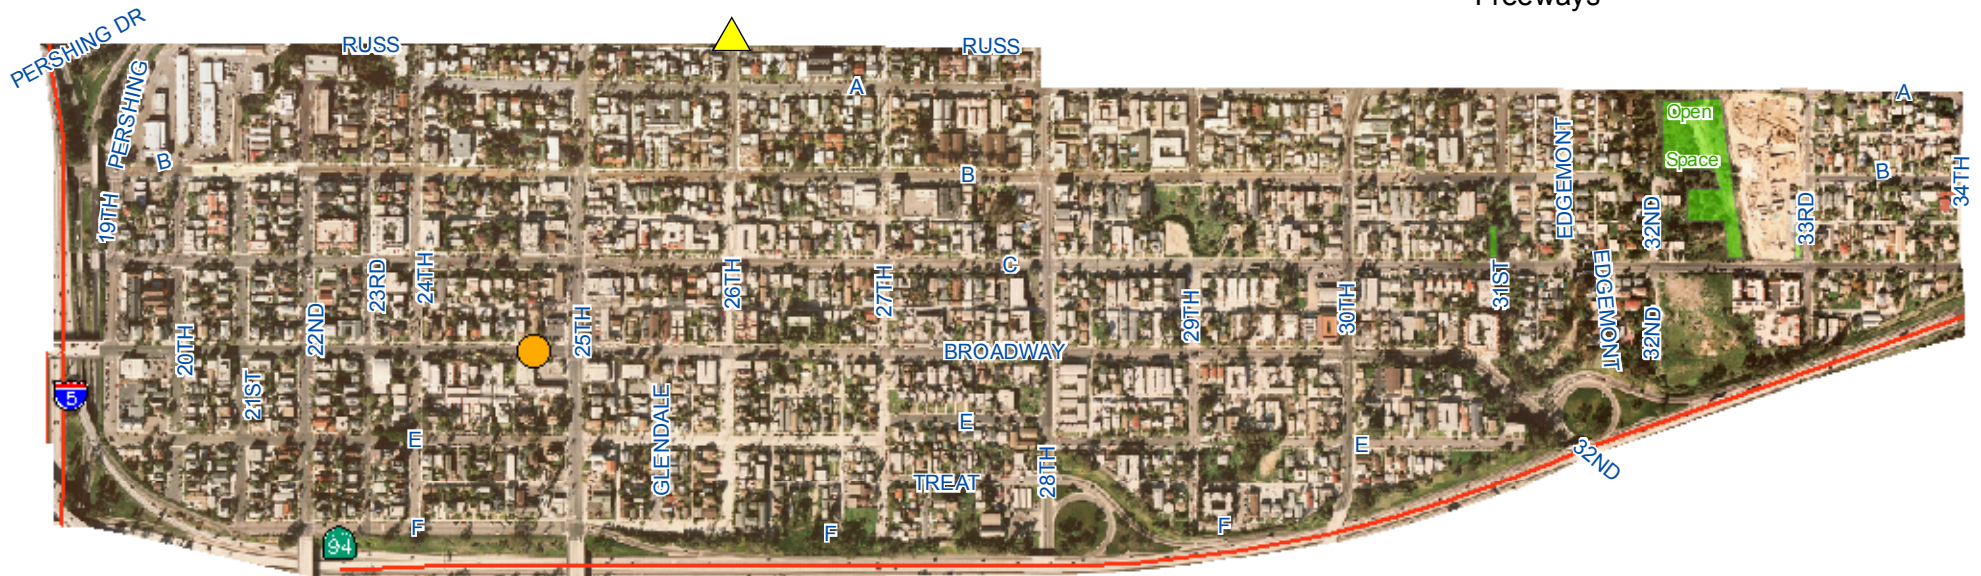 Freeways
PERSHING DR
RUSS
RUSS
PERSHING
A
A
B
B
B
Open
Space
EDGEMONT
34TH
19TH
32ND
33RD
C
24TH
23RD
26TH
27TH
29TH
30TH
31ST
EDGEMONT
22ND
25TH
20TH
32ND
BROADWAY
5
21ST
GLENDALE
E
E
E
28TH
TREAT
32ND
F
F
F
94